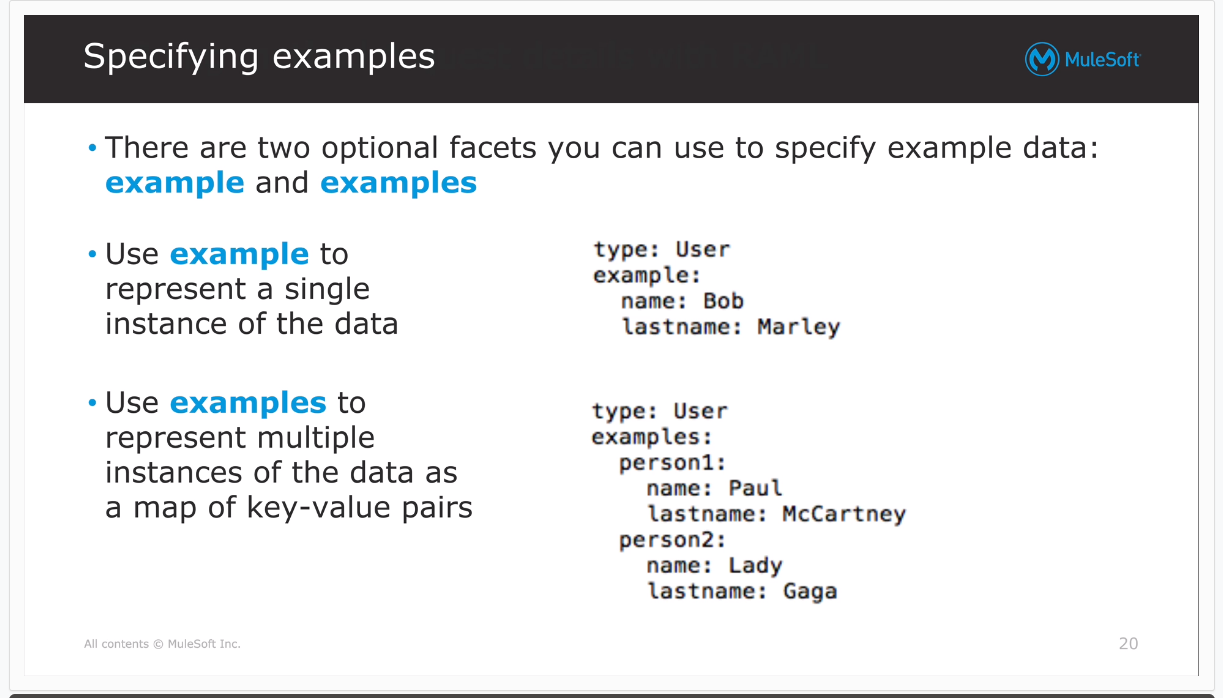 Specifying examples
MuleSoft
• There are two optional facets you can use to specify example data:
example and examples
• Use example to
represent a single
instance of the data
type: User
example:
  name: Bob
  lastname: Marley
• Use examples to
represent multiple
instances of the data as
a map of key-value pairs
type: User
examples:
  person1:
    name: Paul
    lastname: McCartney
  person2:
    name: Lady
    lastname: Gaga
All contents © MuleSoft Inc.
20